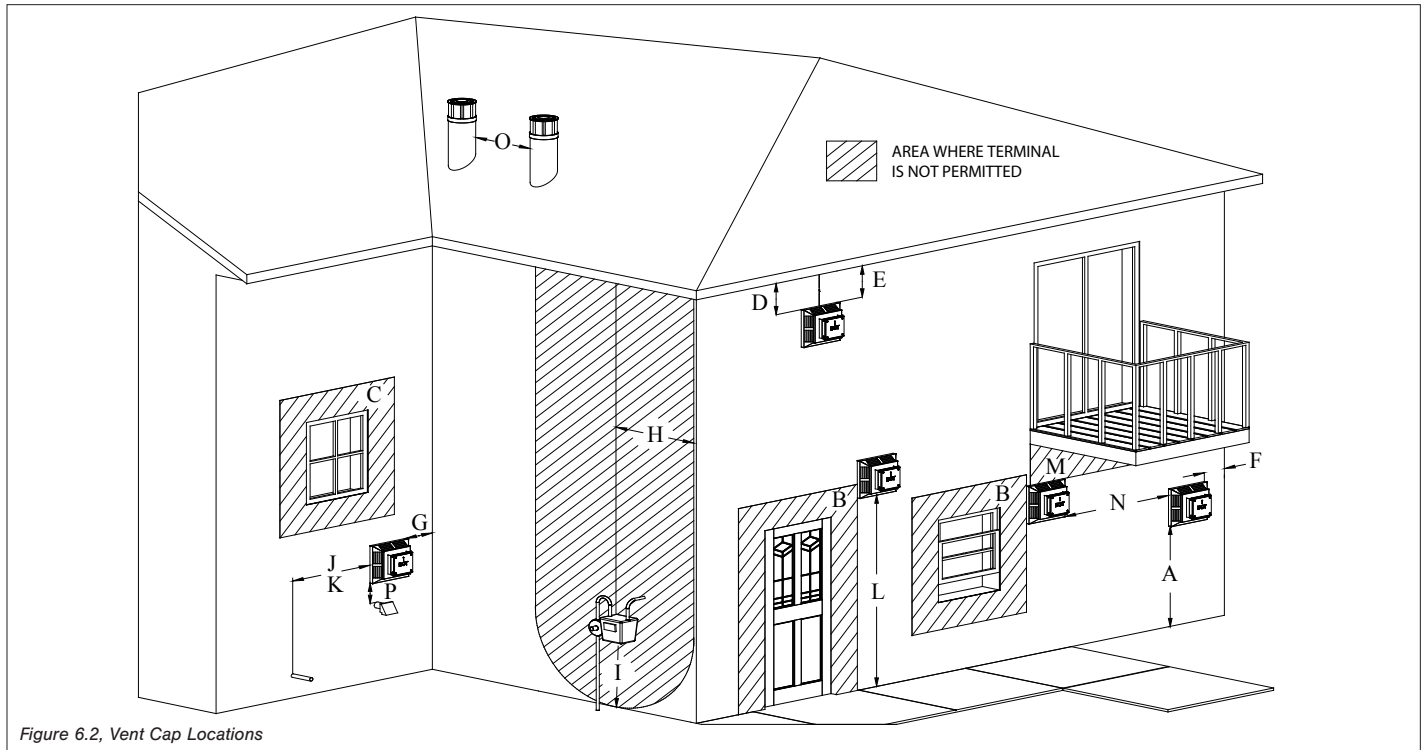 O
AREA WHERE TERMINAL
IS NOT PERMITTED
D
E
C
H
M
F
B
B
N
G
J
K
P
L
A
I
Figure 6.2, Vent Cap Locations